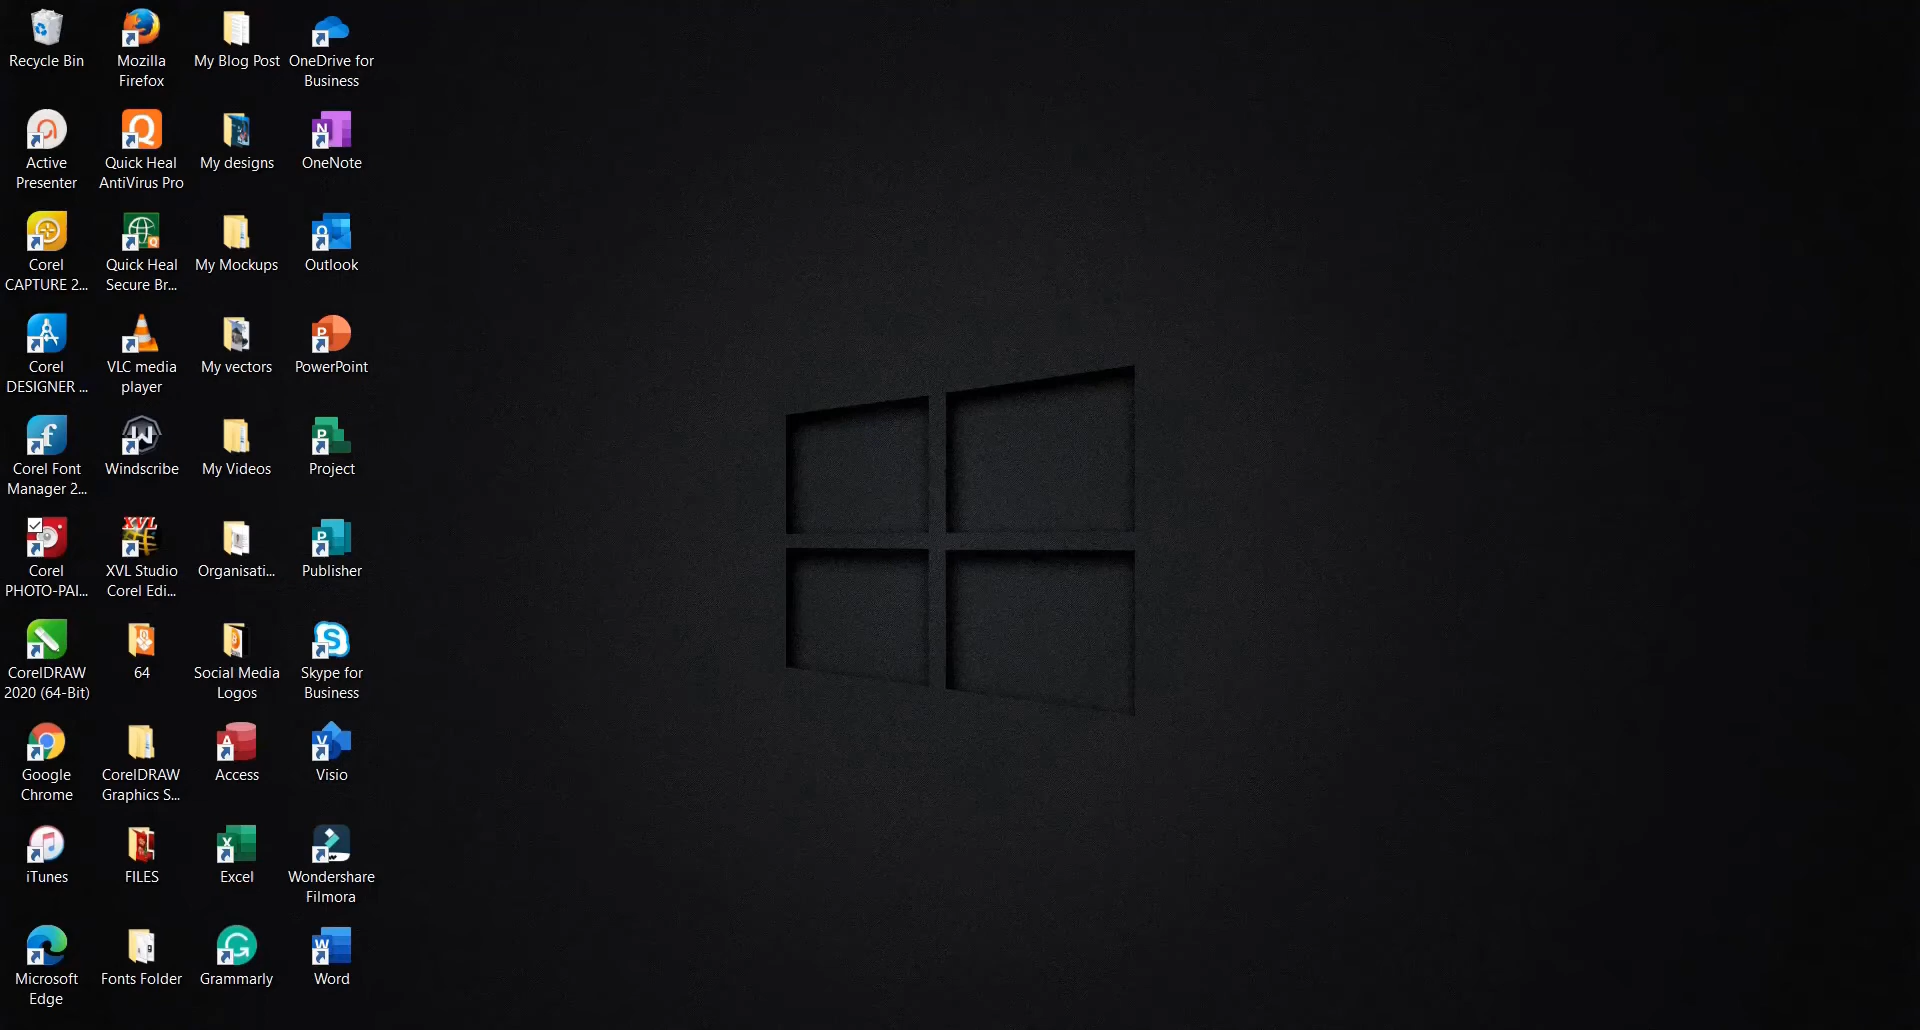 Recycle Bin
Mozilla
Firefox
My Blog Post
OneDrive for
Business
Active
Presenter
Quick Heal
AntiVirus Pro
My designs
OneNote
Corel
CAPTURE 2...
Quick Heal
Secure Br...
My Mockups
Outlook
Corel
DESIGNER ...
VLC media
player
My vectors
PowerPoint
Corel Font
Manager 2...
Windscribe
My Videos
Project
Corel
PHOTO-PAI...
XVL Studio
Corel Edi...
Organisati...
Publisher
CorelDRAW
2020 (64-Bit)
64
Social Media
Logos
Skype for
Business
Google
Chrome
CorelDRAW
Graphics S...
Access
Visio
iTunes
FILES
Excel
Wondershare
Filmora
Microsoft
Edge
Fonts Folder
Grammarly
Word